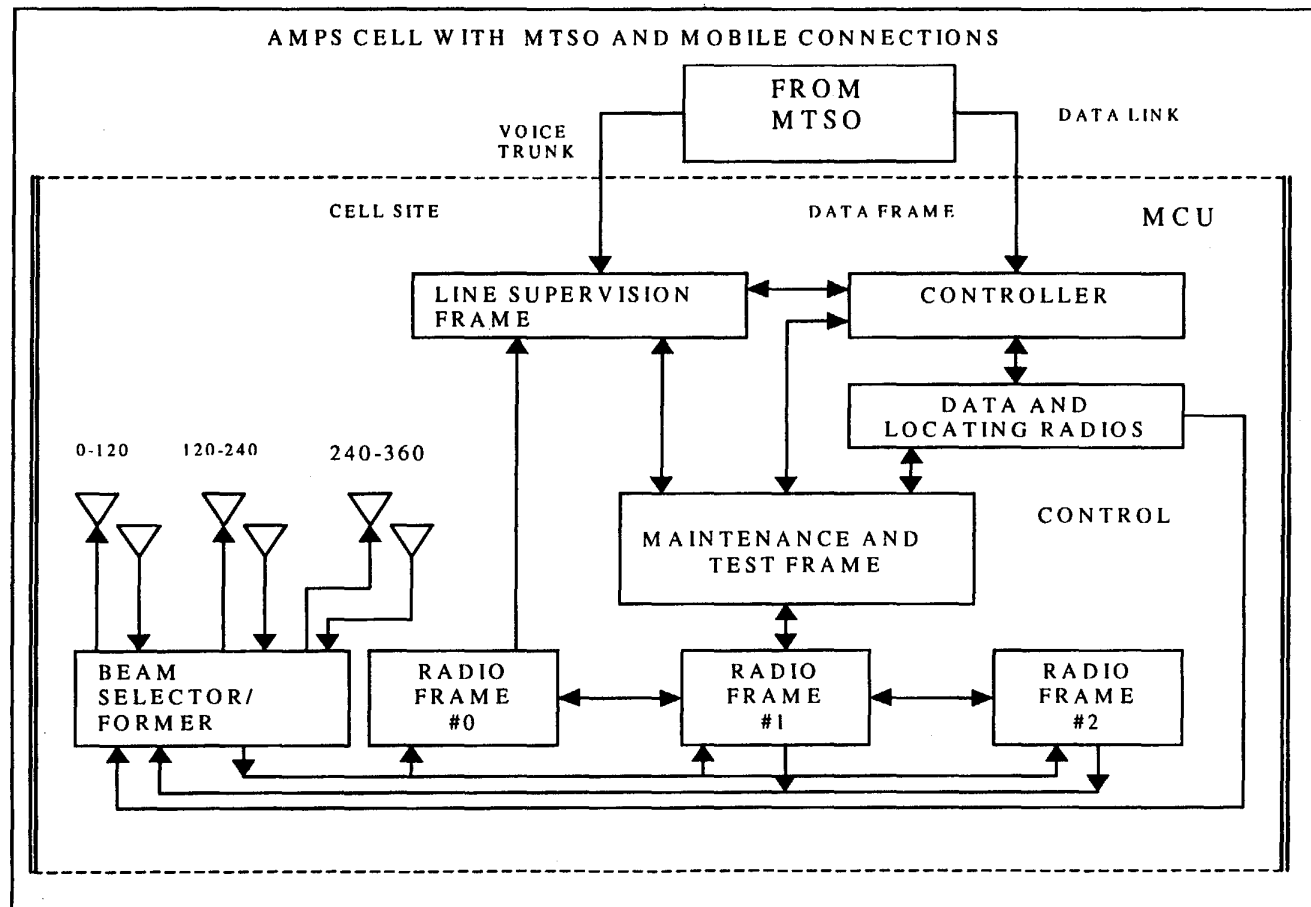 AMPS CELL WITH MTSO AND MOBILE CONNECTIONS
FROM
MTSO
VOICE
TRUNK
DATA LINK
CELL SITE
DATA FRAME
MCU
LINE SUPERVISION
FRAME
CONTROLLER
DATA AND
LOCATING RADIOS
0-120
120-240
240-360
CONTROL
MAINTENANCE AND
TEST FRAME
BEAM
SELECTOR/
FORMER
RADIO
FRAME
#0
RADIO
FRAME
#1
RADIO
FRAME
#2